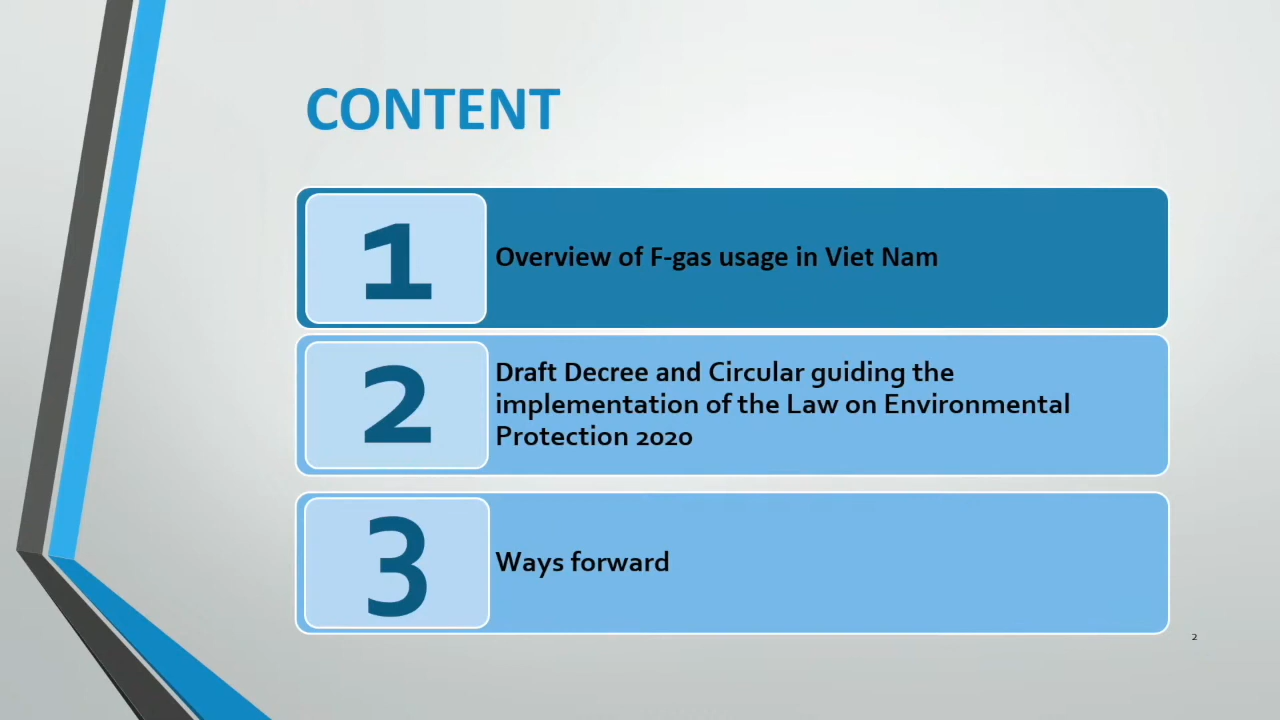 CONTENT
1
Overview of F-gas usage in Viet Nam
2
Draft Decree and Circular guiding the
implementation of the Law on Environmental
Protection 2020
3
Ways forward
2